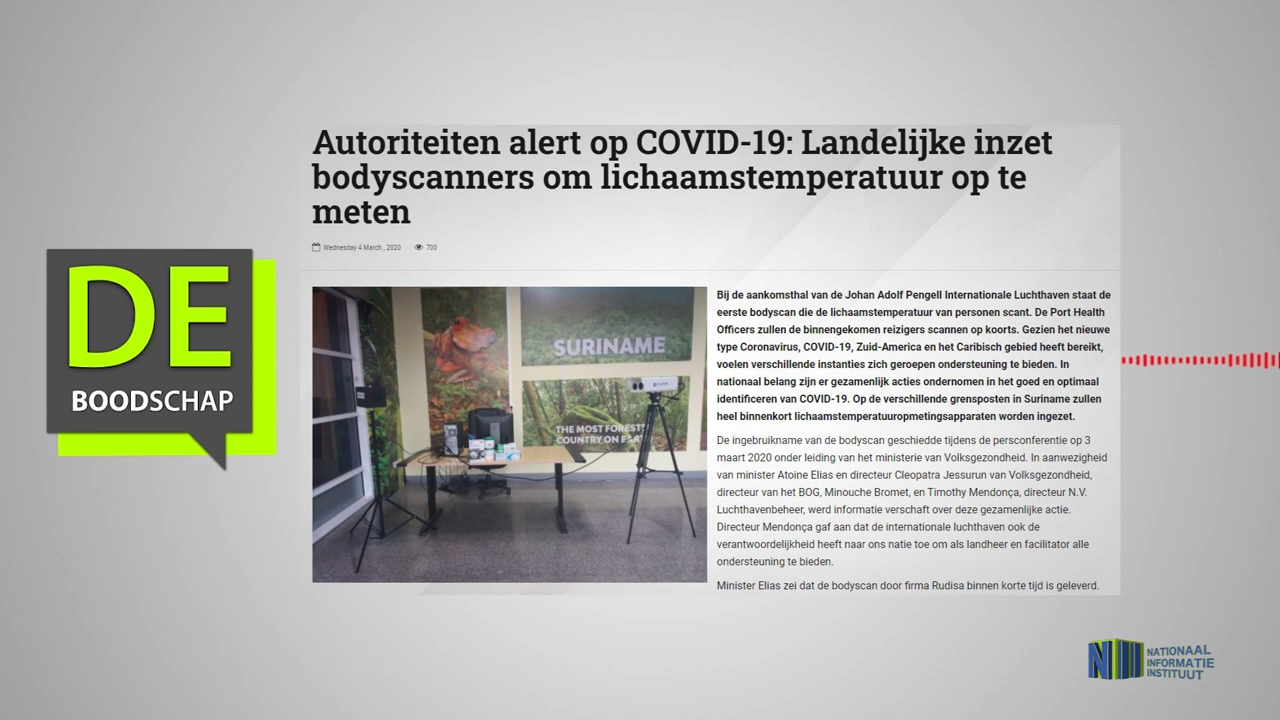 Autoriteiten alert op COVID-19: Landelijke inzet
bodyscanners om lichaamstemperatuur op te
meten
Wednesday 4 March , 2020 700
DE
BOODSCHAP
SURINAME
THE MOST FOREST
COUNTRY ON EARTH
Bij de aankomsthal van de Johan Adolf Pengell Internationale Luchthaven staat de
eerste bodyscan die de lichaamstemperatuur van personen scant. De Port Health
Officers zullen de binnengekomen reizigers scannen op koorts. Gezien het nieuwe
type Coronavirus, COVID-19, Zuid-America en het Caribisch gebied heeft bereikt,
voelen verschillende instanties zich geroepen ondersteuning te bieden. In
nationaal belang zijn er gezamenlijk acties ondernomen in het goed en optimaal
identificeren van COVID-19. Op de verschillende grensposten in Suriname zullen
heel binnenkort lichaamstemperatuuropmetingsapparaten worden ingezet.
De ingebruikname van de bodyscan geschiedde tijdens de persconferentie op 3
maart 2020 onder leiding van het ministerie van Volksgezondheid. In aanwezigheid
van minister Atoine Elias en directeur Cleopatra Jessurun van Volksgezondheid,
directeur van het BOG, Minouche Bromet, en Timothy Mendonça, directeur N.V.
Luchthavenbeheer, werd informatie verschaft over deze gezamenlijke actie.
Directeur Mendonça gaf aan dat de internationale luchthaven ook de
verantwoordelijkheid heeft naar ons natie toe om als landheer en facilitator alle
ondersteuning te bieden.
Minister Elias zei dat de bodyscan door firma Rudisa binnen korte tijd is geleverd.
NII NATIONAAL
INFORMATIE
INSTITUUT